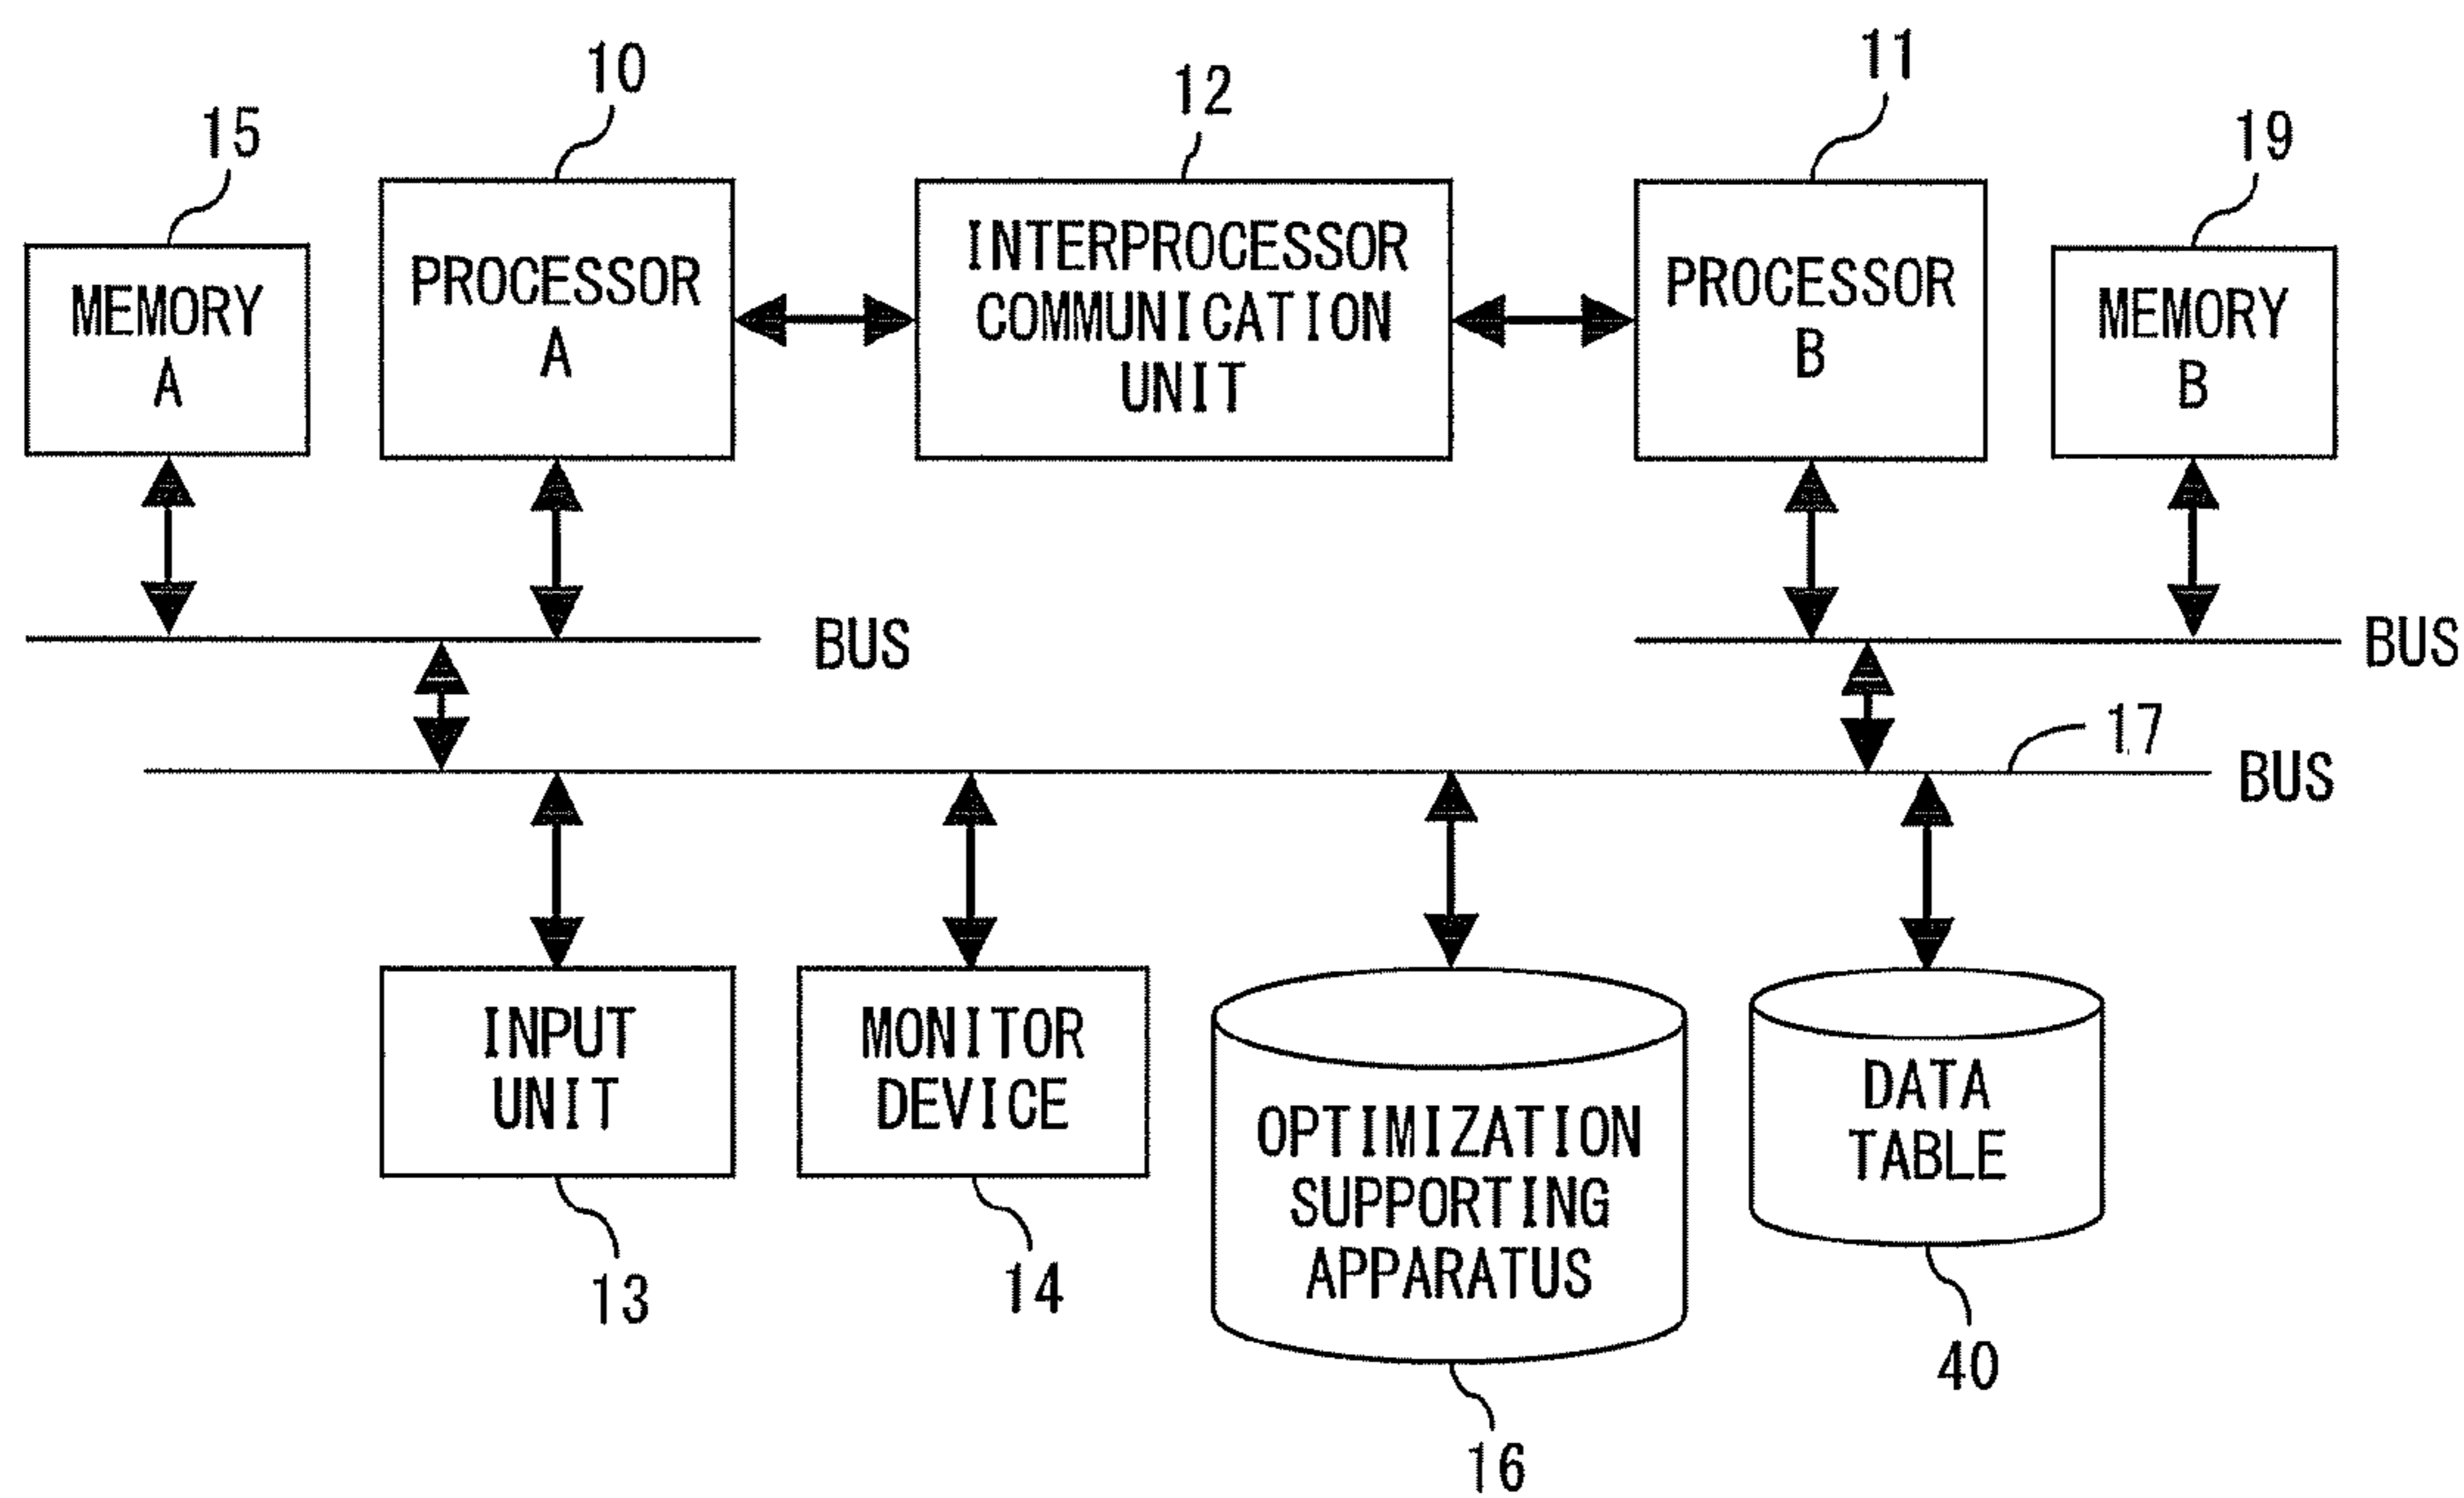 10
11
12
15
19
MEMORY
A
PROCESSOR
A
INTERPROCESSOR
COMMUNICATION
UNIT
PROCESSOR
B
MEMORY
B
BUS
BUS
17
BUS
INPUT
UNIT
MONITOR
DEVICE
OPTIMIZATION
SUPPORTING
APPARATUS
DATA
TABLE
13
14
16
40